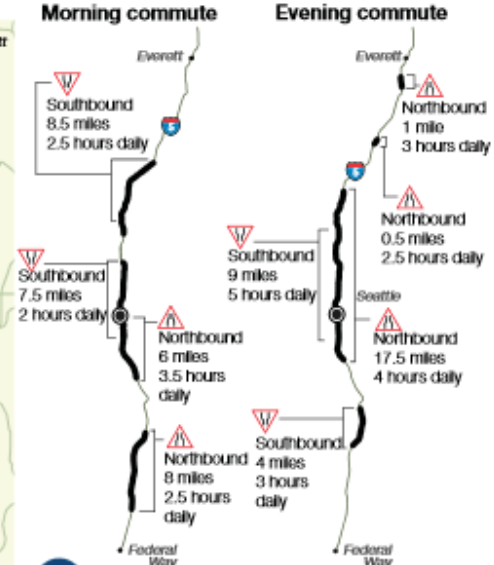 Morning commute
Everett
Southbound
8.5 miles
2.5 hours daily
5
Southbound
7.5 miles
2 hours daily
Northbound
6 miles
3.5 hours
daily
Northbound
8 miles
2.5 hours
daily
Federal
Way
Evening commute
Everett
Northbound
1 mile
3 hours daily
5
Northbound
0.5 miles
2.5 hours daily
Southbound
9 miles
5 hours daily
Seattle
Northbound
17.5 miles
4 hours daily
Southbound
4 miles
3 hours
daily
Federal
Way